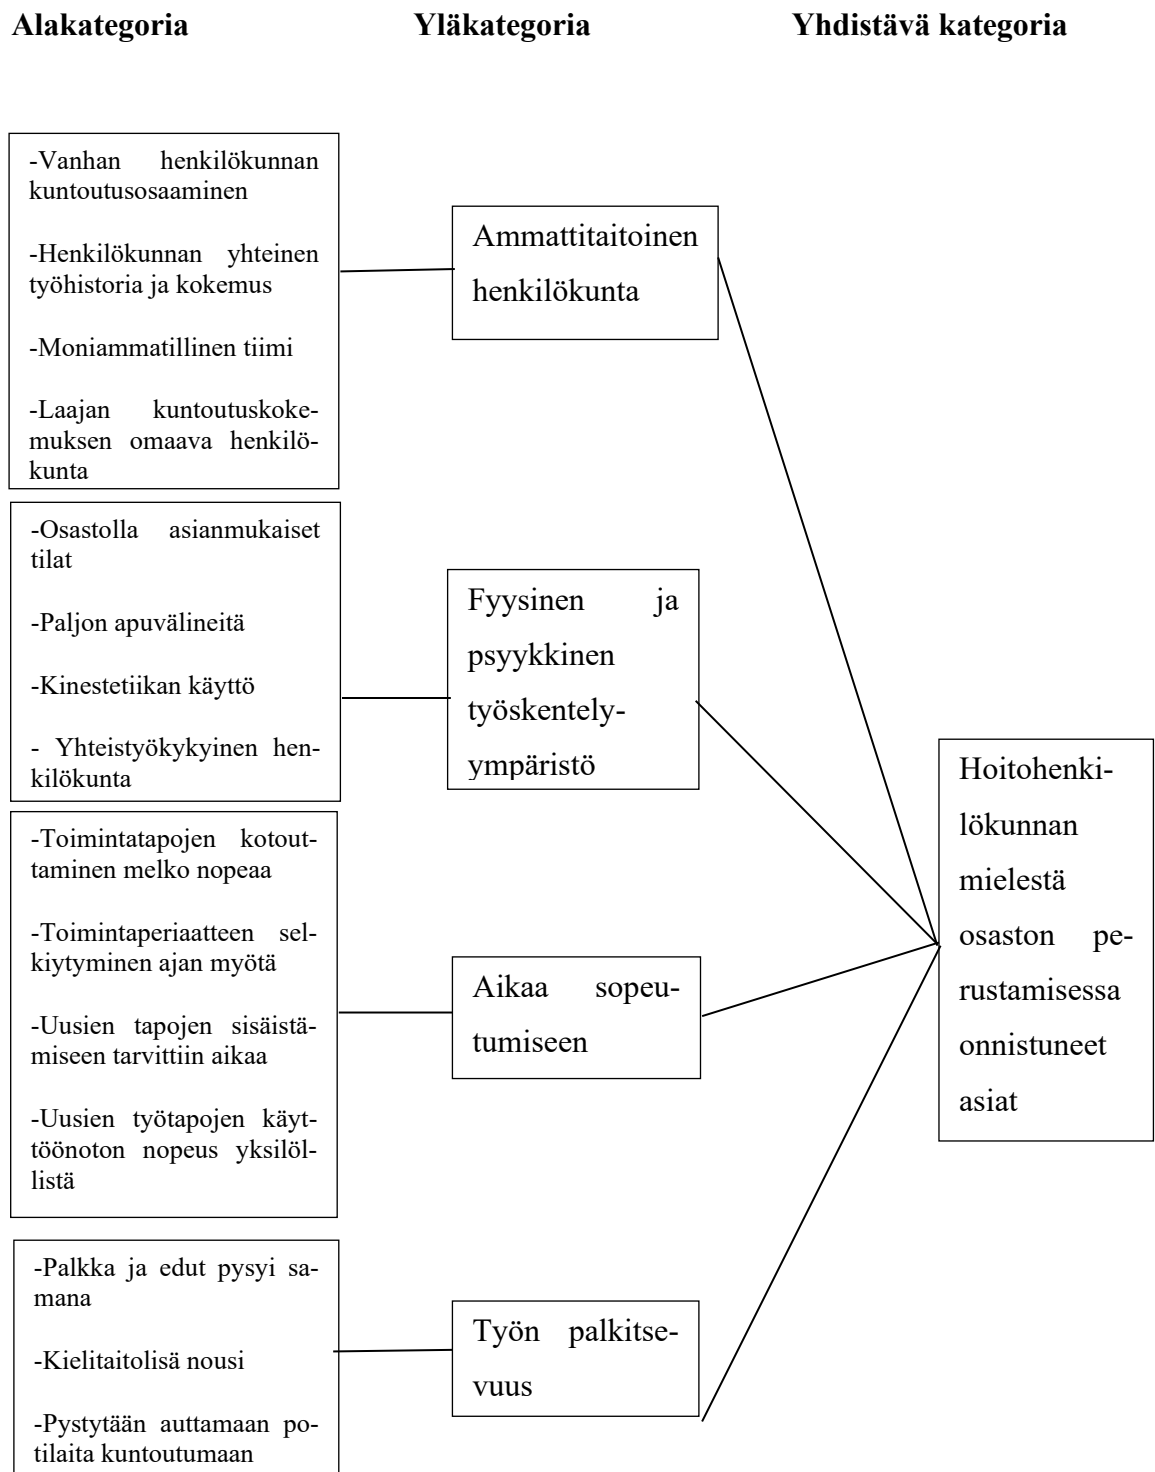 Alakategoria Yläkategoria Yhdistävä kategoria
-Vanhan henkilökunnan
kuntoutusosaaminen
-Henkilökunnan yhteinen
työhistoria ja kokemus
-Moniammatillinen tiimi
-Laajan kuntoutuskoke-
muksen omaava henkilö-
kunta
Ammattitaitoinen
henkilökunta
-Osastolla asianmukaiset
tilat
-Paljon apuvälineitä
-Kinestetiikan käyttö
- Yhteistyökykyinen hen-
kilökunta
Fyysinen ja
psyykkinen
työskentely-
ympäristö
-Toimintatapojen kotout-
taminen melko nopeaa
-Toimintaperiaatteen sel-
kiytyminen ajan myötä
-Uusien tapojen sisäistä-
miseen tarvittiin aikaa
-Uusien työtapojen käyt-
töönoton nopeus yksilöl-
listä
Aikaa sopeu-
tumiseen
-Palkka ja edut pysyi sa-
mana
-Kielitaitolisä nousi
-Pystytään auttamaan po-
tilaita kuntoutumaan
Työn palkitse-
vuus
Hoitohenki-
lökunnan
mielestä
osaston pe-
rustamisessa
onnistuneet
asiat